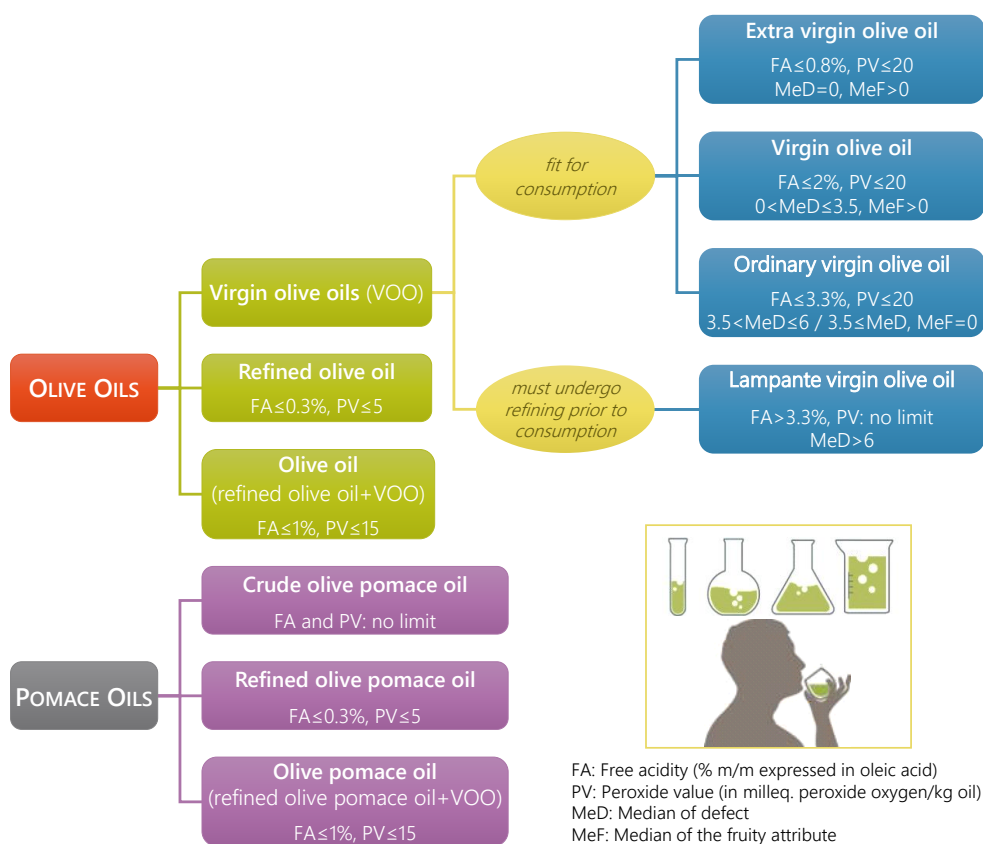 OLIVE OILS
Virgin olive oils (VOO)
Refined olive oil
FA≤0.3%, PV≤5
Olive oil
(refined olive oil+VOO)
FA≤1%, PV≤15
fit for
consumption
must undergo
refining prior to
consumption
Extra virgin olive oil
FA≤0.8%, PV≤20
MeD=0, MeF>0
Virgin olive oil
FA≤2%, PV≤20
0<MeD≤3.5, MeF>0
Ordinary virgin olive oil
FA≤3.3%, PV≤20
3.5<MeD≤6 / 3.5≤MeD, MeF=0
Lampante virgin olive oil
FA>3.3%, PV: no limit
MeD>6
POMACE OILS
Crude olive pomace oil
FA and PV: no limit
Refined olive pomace oil
FA≤0.3%, PV≤5
Olive pomace oil
(refined olive pomace oil+VOO)
FA≤1%, PV≤15
FA: Free acidity (% m/m expressed in oleic acid)
PV: Peroxide value (in milleq. peroxide oxygen/kg oil)
MeD: Median of defect
MeF: Median of the fruity attribute